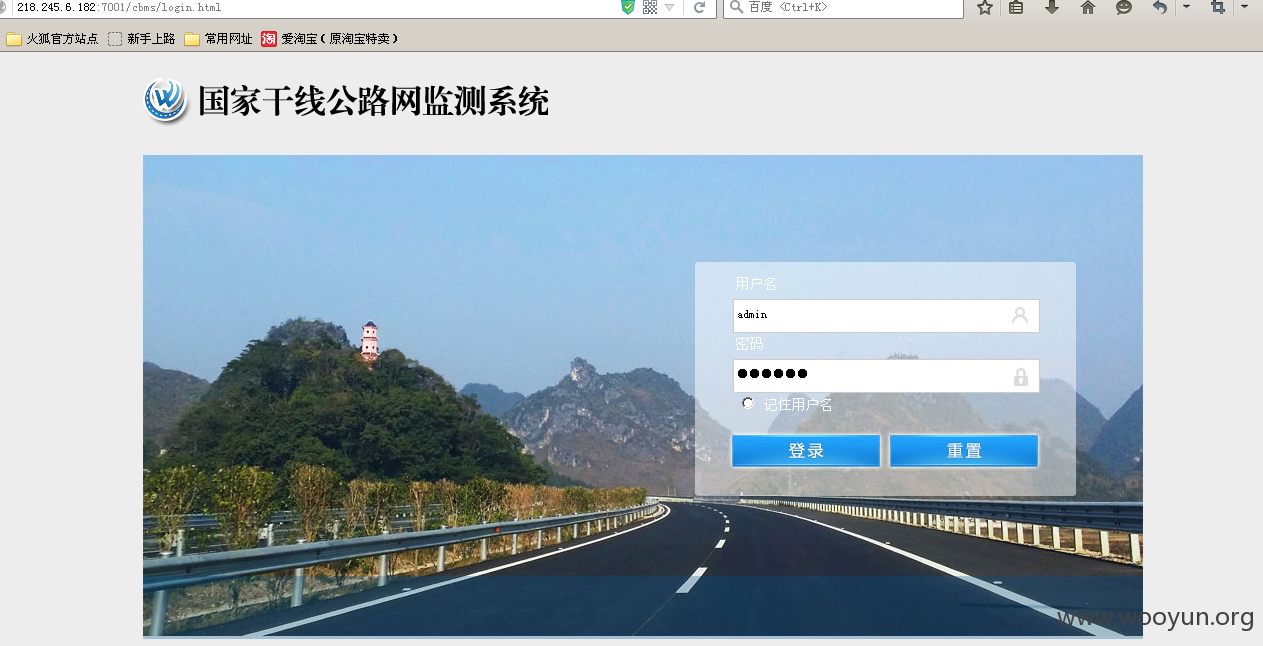 218.245.6.182:7001/cbms/login.html
百度 <Ctrl+K>
火狐官方站点 新手上路 常用网址 淘 爱淘宝(原淘宝特卖)
国家干线公路网监测系统
用户名
admin
密码
●●●●●●
记住用户名
登录 重置
www.wooyun.org